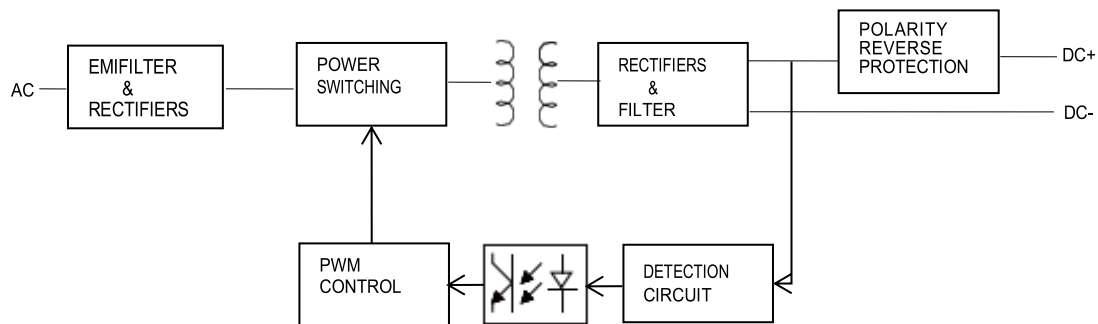 AC
EMIFILTER
&
RECTIFIERS
POWER
SWITCHING
RECTIFIERS
&
FILTER
POLARITY
REVERSE
PROTECTION
DC+
DC-
PWM
CONTROL
DETECTION
CIRCUIT